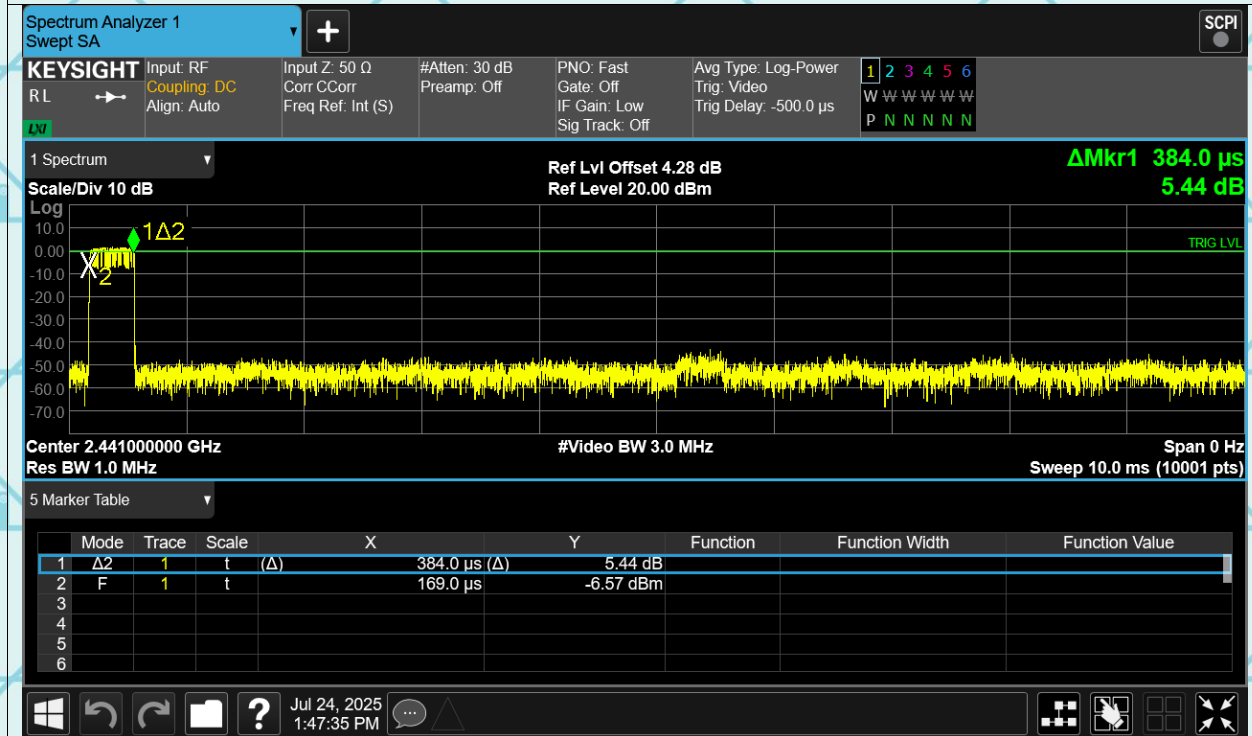 Spectrum Analyzer 1
Swept SA
SCPI
KEYSIGHT
RL
LXI
Input: RF
Coupling: DC
Align: Auto
Input Z: 50 Ω
Corr CCorr
Freq Ref: Int (S)
#Atten: 30 dB
Preamp: Off
PNO: Fast
Gate: Off
IF Gain: Low
Sig Track: Off
Avg Type: Log-Power
Trig: Video
Trig Delay: -500.0 µs
1 2 3 4 5 6
W W W W W W
P N N N N N
1 Spectrum
Scale/Div 10 dB
Log
Ref Lvl Offset 4.28 dB
Ref Level 20.00 dBm
ΔMkr1 384.0 µs
5.44 dB
10.0
0.00
-10.0
-20.0
-30.0
-40.0
-50.0
-60.0
-70.0
1Δ2
X2
TRIG LVL
Center 2.441000000 GHz
Res BW 1.0 MHz
#Video BW 3.0 MHz
Span 0 Hz
Sweep 10.0 ms (10001 pts)
5 Marker Table
Mode Trace Scale X Y Function Function Width Function Value
1 Δ2 1 t (Δ) 384.0 µs (Δ) 5.44 dB
2 F 1 t 169.0 µs -6.57 dBm
3
4
5
6
?
Jul 24, 2025
1:47:35 PM